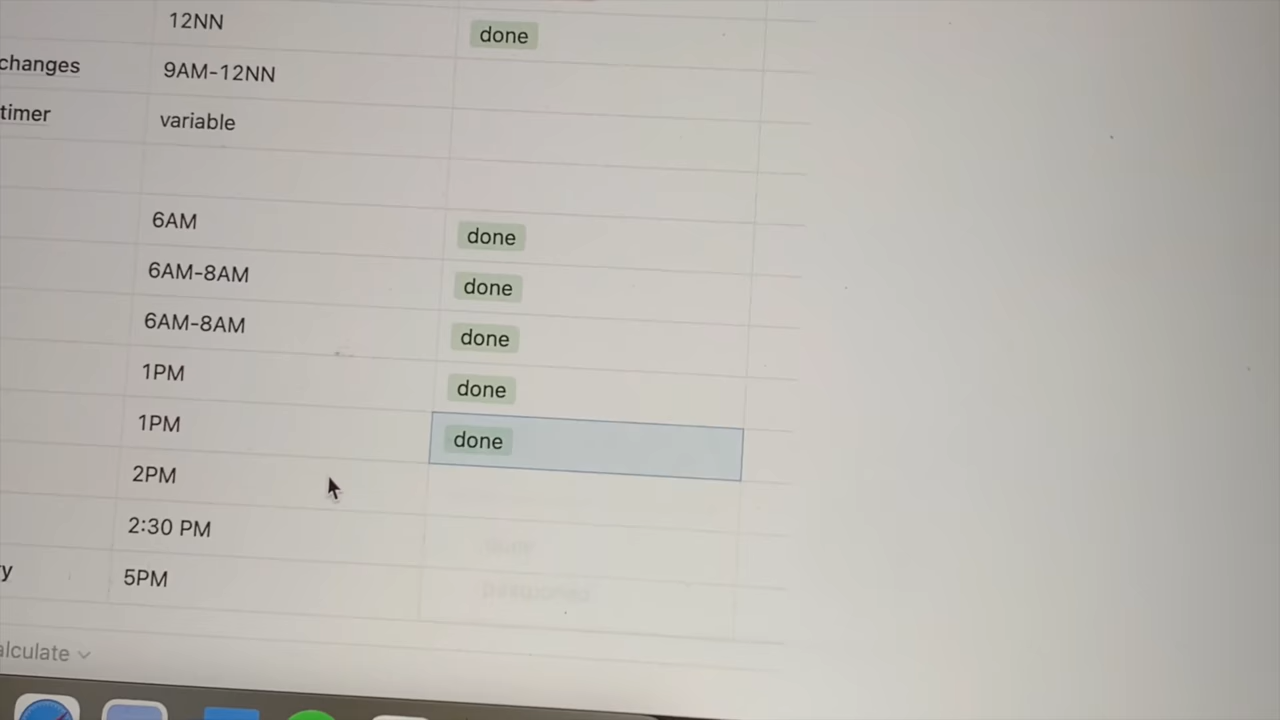 12NN done
changes 9AM-12NN
timer variable
6AM done
6AM-8AM done
6AM-8AM done
1PM done
1PM done
2PM
2:30 PM
y 5PM
alculate